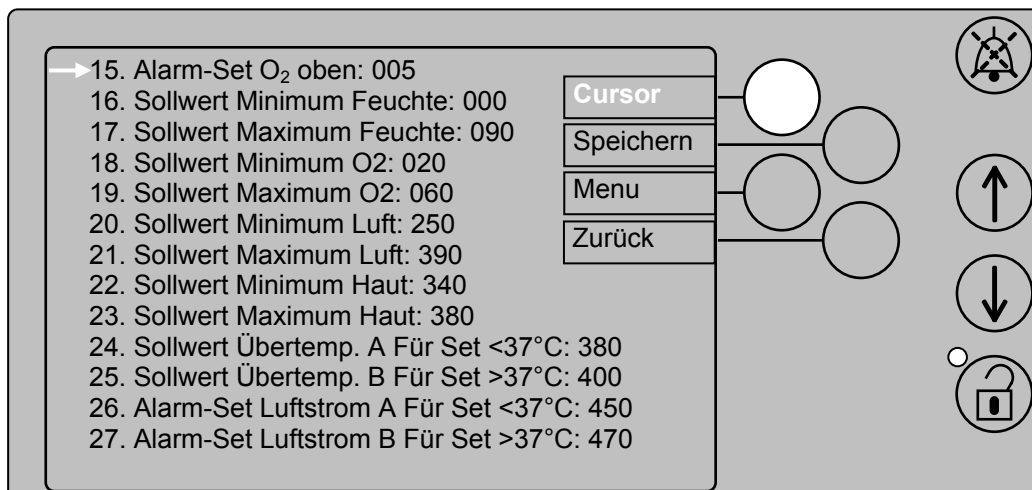 15. Alarm-Set O₂ oben: 005
16. Sollwert Minimum Feuchte: 000
17. Sollwert Maximum Feuchte: 090
18. Sollwert Minimum O2: 020
19. Sollwert Maximum O2: 060
20. Sollwert Minimum Luft: 250
21. Sollwert Maximum Luft: 390
22. Sollwert Minimum Haut: 340
23. Sollwert Maximum Haut: 380
24. Sollwert Übertemp. A Für Set <37°C: 380
25. Sollwert Übertemp. B Für Set >37°C: 400
26. Alarm-Set Luftstrom A Für Set <37°C: 450
27. Alarm-Set Luftstrom B Für Set >37°C: 470
Cursor
Speichern
Menu
Zurück